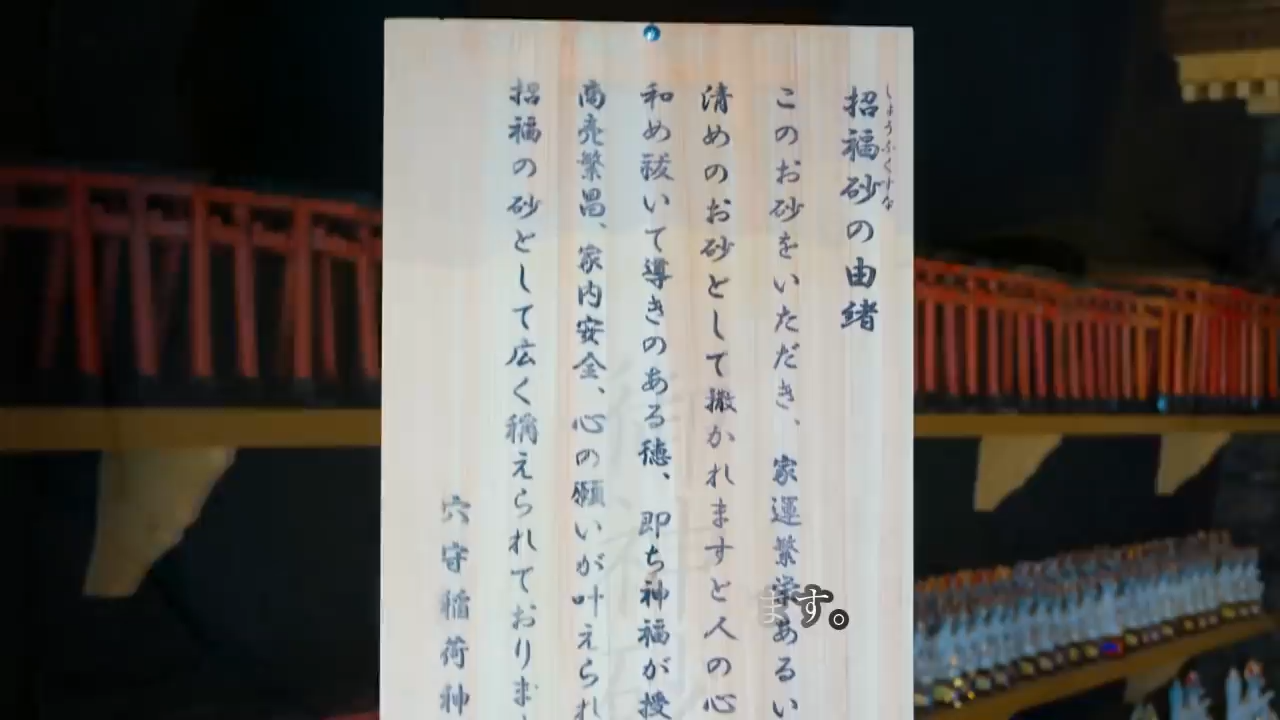 招福砂の由緒
しょうふくすな
このお砂をいただき、家運繁栄あるい
清めのお砂として撒かれますと人の心
和め祓いて導きのある穂、即ち神福が授
商売繁昌、家内安全、心の願いが叶えられ
招福の砂として広く稱えられておりま
穴守稲荷神
ます。